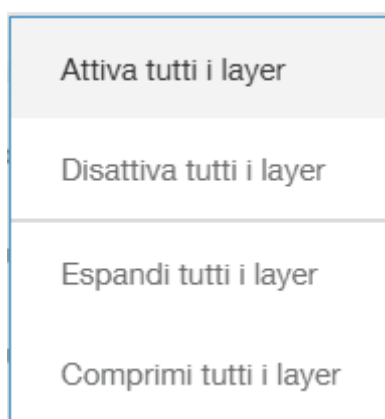 Attiva tutti i layer
Disattiva tutti i layer
Espandi tutti i layer
Comprimi tutti i layer